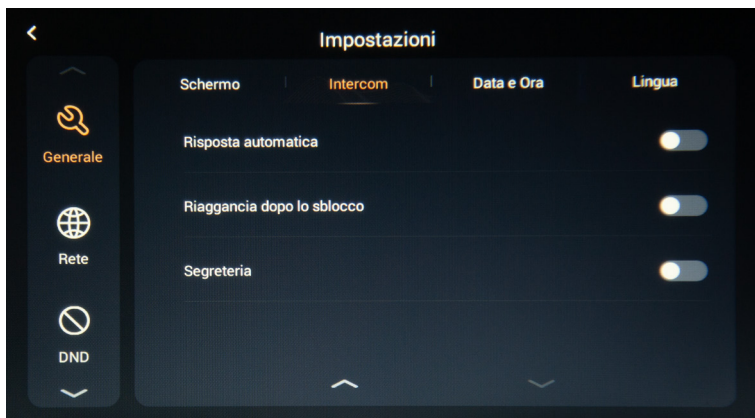 Impostazioni
Schermo
Intercom
Data e Ora
Lingua
Generale
Rete
DND
Risposta automatica
Riaggancia dopo lo sblocco
Segreteria